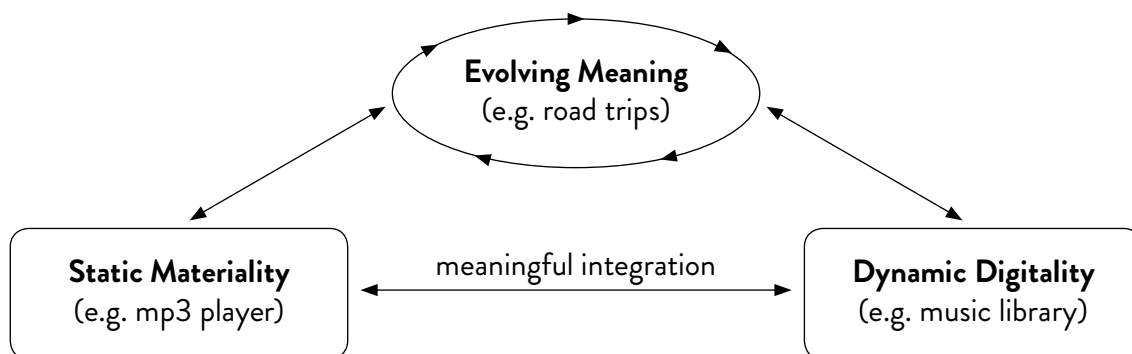 Evolving Meaning
(e.g. road trips)
Static Materiality
(e.g. mp3 player)
meaningful integration
Dynamic Digitality
(e.g. music library)